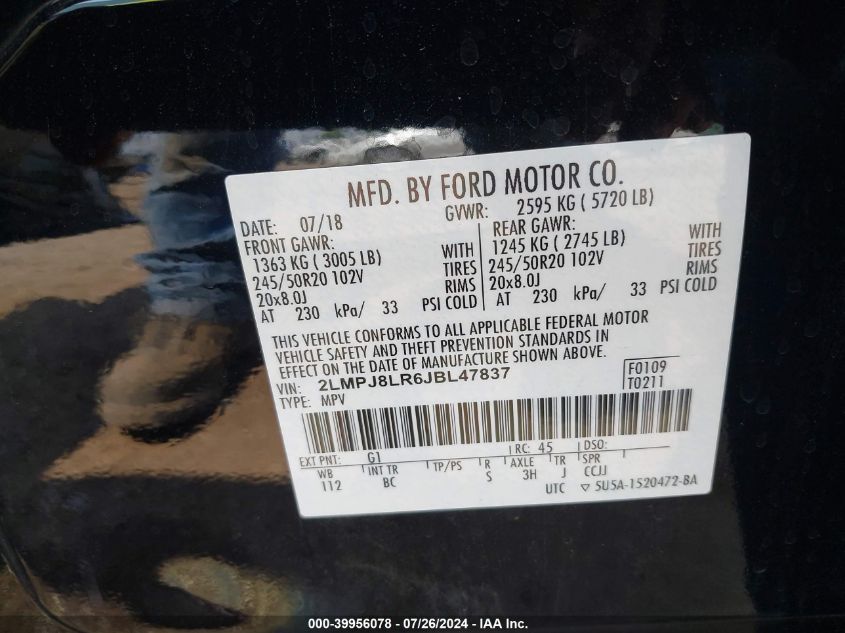 MFD. BY FORD MOTOR CO.
DATE: 07/18 GVWR: 2595 KG ( 5720 LB)
FRONT GAWR: REAR GAWR:
1363 KG ( 3005 LB) WITH 1245 KG ( 2745 LB) WITH
245/50R20 102V TIRES 245/50R20 102V TIRES
20x8.0J RIMS 20x8.0J RIMS
AT 230 kPa/ 33 PSI COLD AT 230 kPa/ 33 PSI COLD
THIS VEHICLE CONFORMS TO ALL APPLICABLE FEDERAL MOTOR
VEHICLE SAFETY AND THEFT PREVENTION STANDARDS IN
EFFECT ON THE DATE OF MANUFACTURE SHOWN ABOVE.
VIN: 2LMPJ8LR6JBL47837 F0109
TYPE: MPV T0211
EXT PNT: G1 RC: 45 DSO:
WB INT TR TP/PS R AXLE TR SPR
112 BC S 3H J CCJJ
UTC ▽ 5U5A-1520472-BA
000-39956078 - 07/26/2024 - IAA Inc.